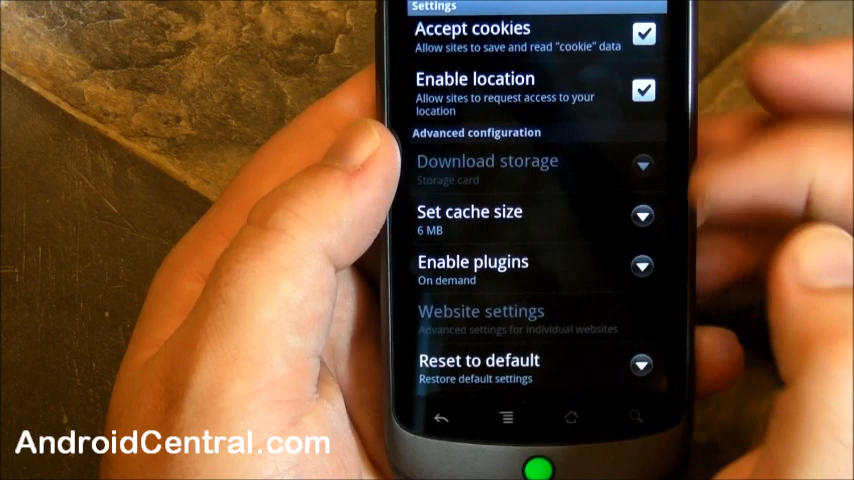 Settings
Accept cookies
Allow sites to save and read "cookie" data
Enable location
Allow sites to request access to your
location
Advanced configuration
Download storage
Storage card
Set cache size
6 MB
Enable plugins
On demand
Website settings
Advanced settings for individual websites
Reset to default
Restore default settings
AndroidCentral.com